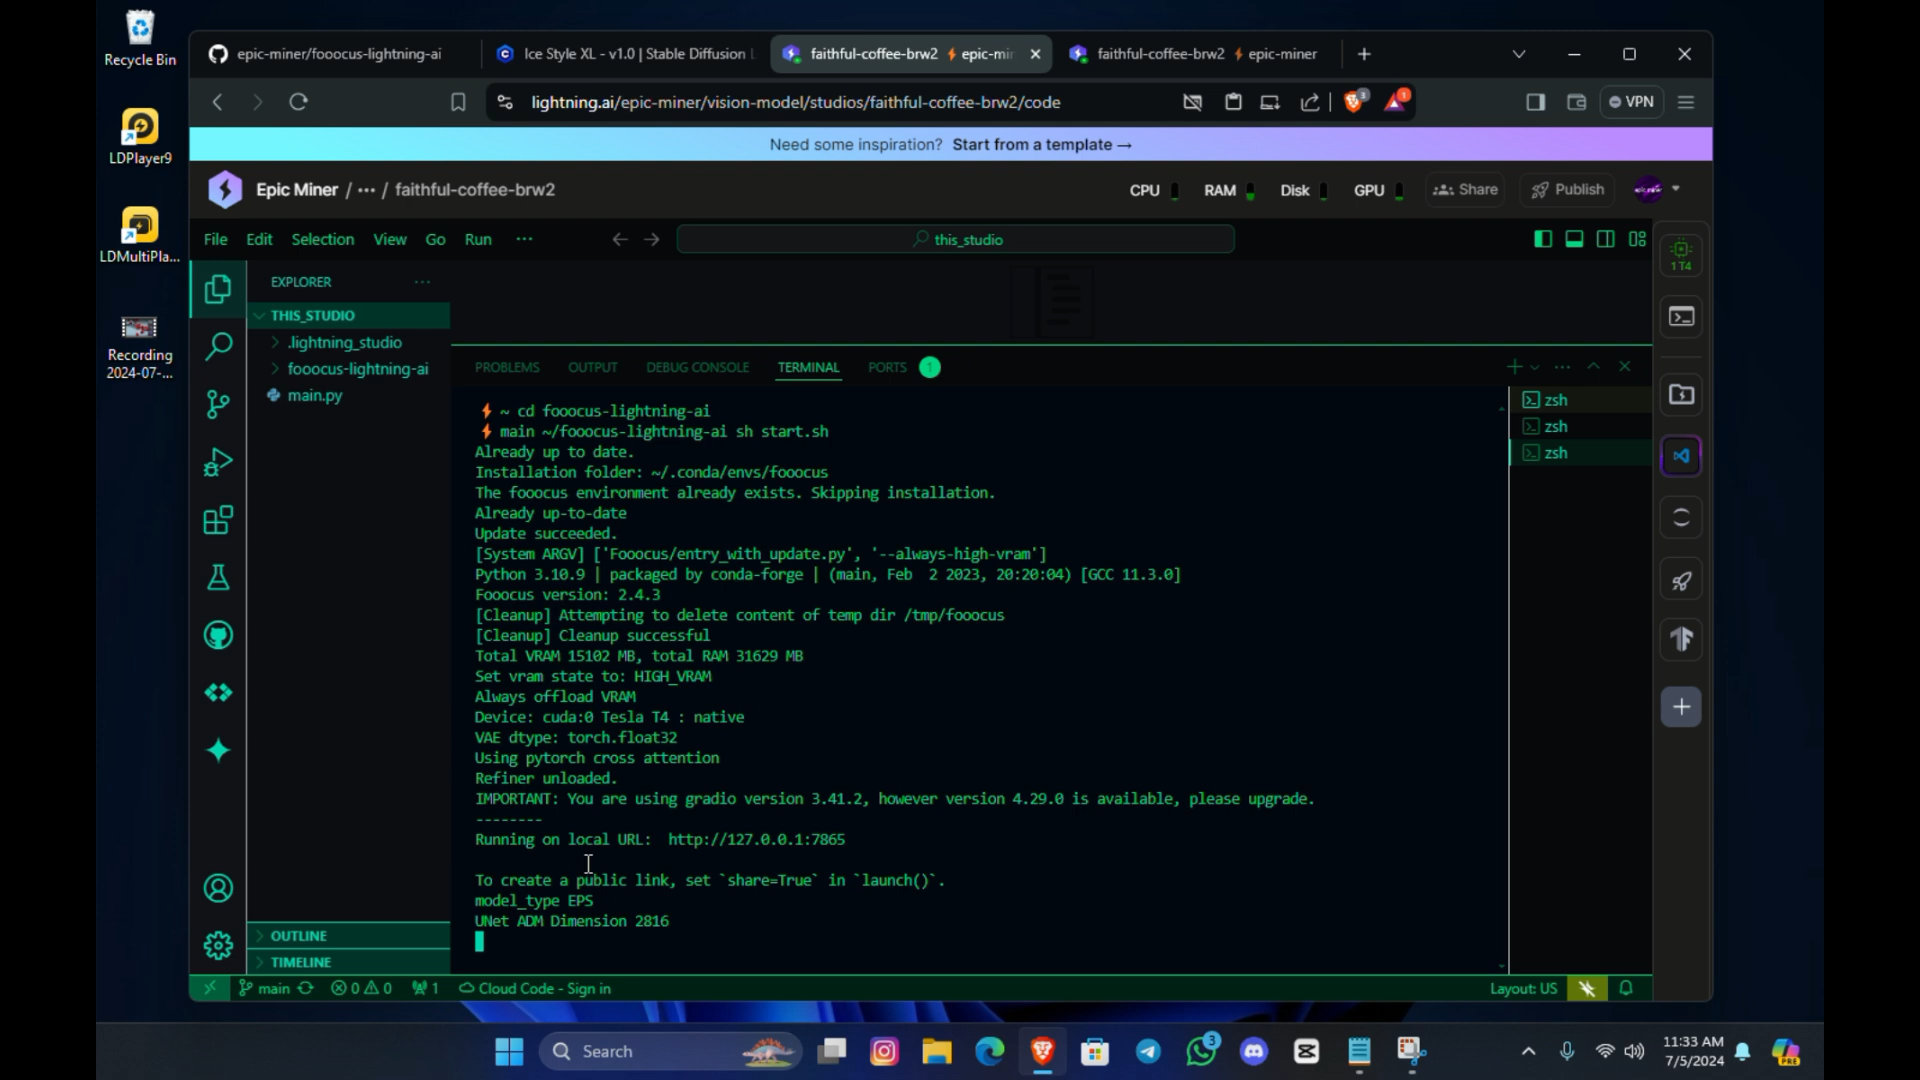 Recycle Bin
LDPlayer9
LDMultiPla...
Recording
2024-07-...
epic-miner/fooocus-lightning-ai
Ice Style XL - v1.0 | Stable Diffusion
faithful-coffee-brw2 epic-mi
faithful-coffee-brw2 epic-miner
lightning.ai/epic-miner/vision-model/studios/faithful-coffee-brw2/code
3
1
VPN
Need some inspiration? Start from a template →
Epic Miner / ... / faithful-coffee-brw2
CPU RAM Disk GPU Share Publish
File Edit Selection View Go Run ...
this_studio
1 T4
EXPLORER
THIS_STUDIO
.lightning_studio
fooocus-lightning-ai
main.py
OUTLINE
TIMELINE
PROBLEMS OUTPUT DEBUG CONSOLE TERMINAL PORTS 1
zsh
zsh
zsh
~ cd fooocus-lightning-ai
main ~/fooocus-lightning-ai sh start.sh
Already up to date.
Installation folder: ~/.conda/envs/fooocus
The fooocus environment already exists. Skipping installation.
Already up-to-date
Update succeeded.
[System ARGV] ['Fooocus/entry_with_update.py', '--always-high-vram']
Python 3.10.9 | packaged by conda-forge | (main, Feb  2 2023, 20:20:04) [GCC 11.3.0]
Fooocus version: 2.4.3
[Cleanup] Attempting to delete content of temp dir /tmp/fooocus
[Cleanup] Cleanup successful
Total VRAM 15102 MB, total RAM 31629 MB
Set vram state to: HIGH_VRAM
Always offload VRAM
Device: cuda:0 Tesla T4 : native
VAE dtype: torch.float32
Using pytorch cross attention
Refiner unloaded.
IMPORTANT: You are using gradio version 3.41.2, however version 4.29.0 is available, please upgrade.
--------
Running on local URL:  http://127.0.0.1:7865
To create a public link, set `share=True` in `launch()`.
model_type EPS
UNet ADM Dimension 2816
main 0 0 1 Cloud Code - Sign in
Layout: US
Search
3
11:33 AM
7/5/2024
PRE